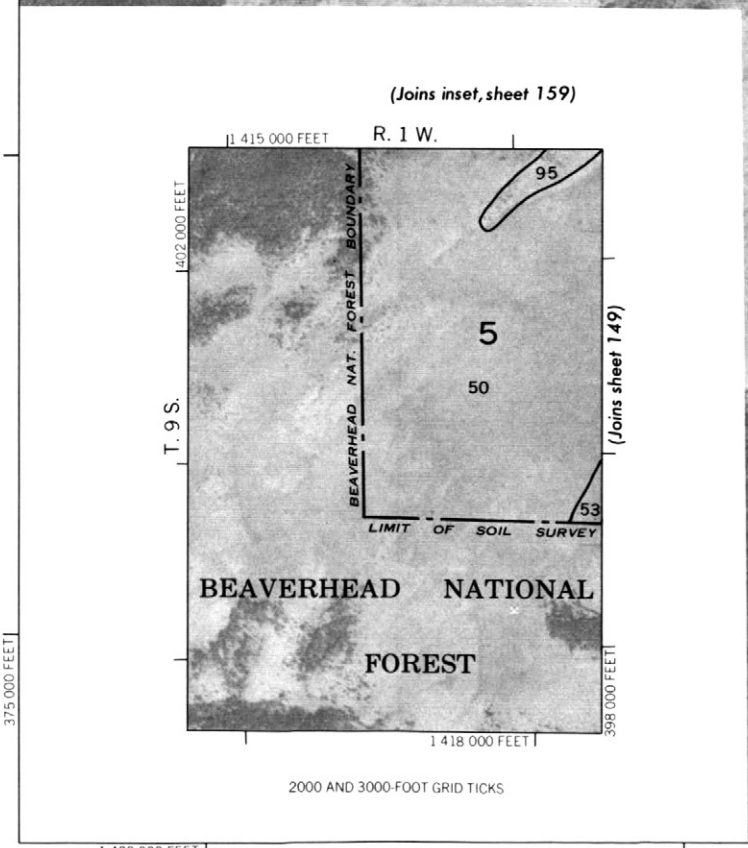 (Joins inset, sheet 159)
1 415 000 FEET
R. 1 W.
402 000 FEET
BEAVERHEAD NAT. FOREST BOUNDARY
95
5
50
(Joins sheet 149)
T. 9 S.
53
LIMIT OF SOIL SURVEY
BEAVERHEAD NATIONAL
FOREST
375 000 FEET
398 000 FEET
1 418 000 FEET
2000 AND 3000-FOOT GRID TICKS